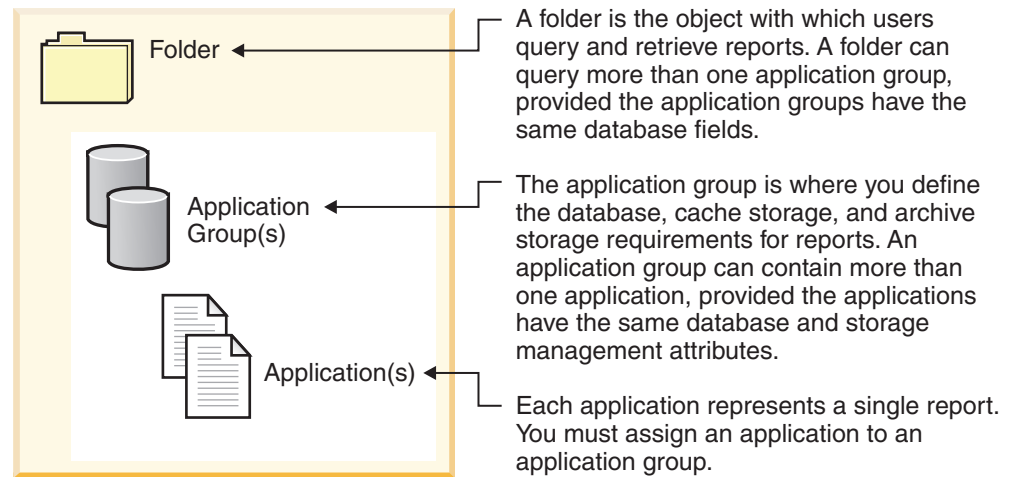 Folder
A folder is the object with which users
query and retrieve reports. A folder can
query more than one application group,
provided the application groups have the
same database fields.
Application
Group(s)
The application group is where you define
the database, cache storage, and archive
storage requirements for reports. An
application group can contain more than
one application, provided the applications
have the same database and storage
management attributes.
Application(s)
Each application represents a single report.
You must assign an application to an
application group.